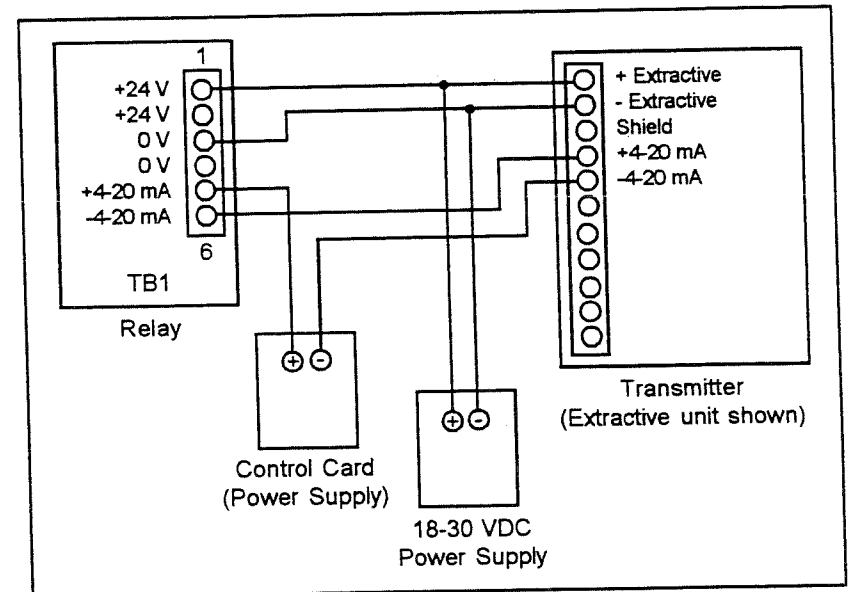 1
+24 V
+24 V
0 V
0 V
+4-20 mA
-4-20 mA
6
TB1
Relay
+ Extractive
- Extractive
Shield
+4-20 mA
-4-20 mA
Transmitter
(Extractive unit shown)
+ -
Control Card
(Power Supply)
+ -
18-30 VDC
Power Supply